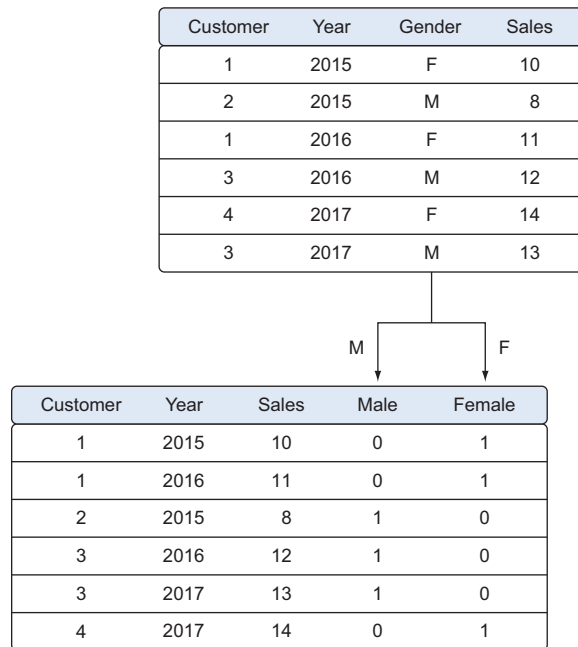 Customer Year Gender Sales
1 2015 F 10
2 2015 M 8
1 2016 F 11
3 2016 M 12
4 2017 F 14
3 2017 M 13
M F
Customer Year Sales Male Female
1 2015 10 0 1
1 2016 11 0 1
2 2015 8 1 0
3 2016 12 1 0
3 2017 13 1 0
4 2017 14 0 1